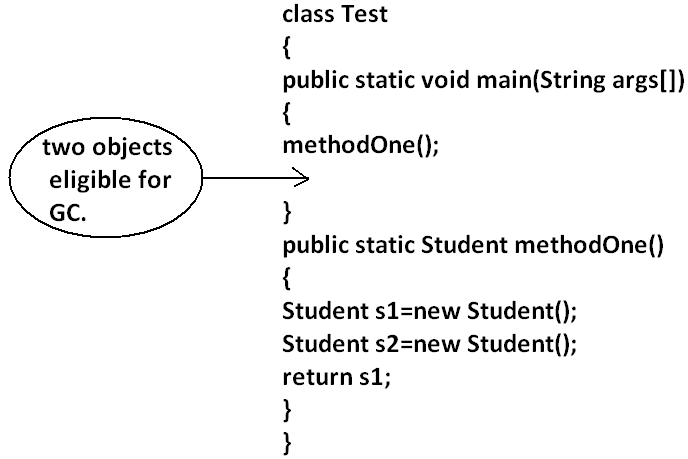 class Test
{
public static void main(String args[])
{
methodOne();
two objects
eligible for
GC.
}
public static Student methodOne()
{
Student s1=new Student();
Student s2=new Student();
return s1;
}
}